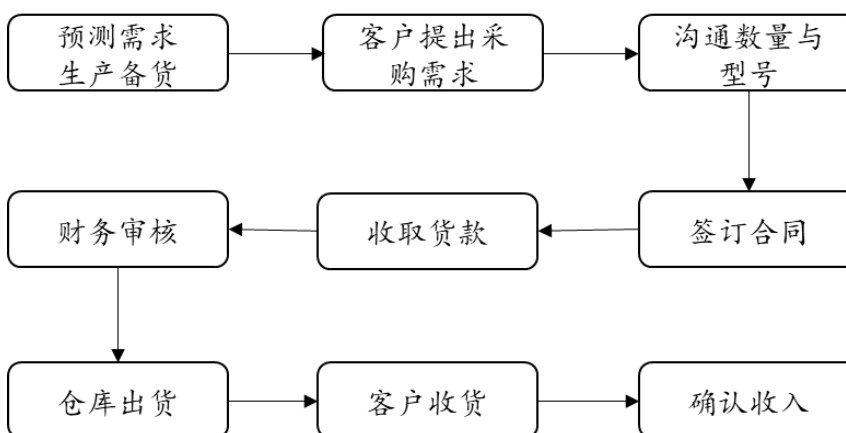 预测需求
生产备货
客户提出采
购需求
沟通数量与
型号
签订合同
收取货款
财务审核
仓库出货
客户收货
确认收入